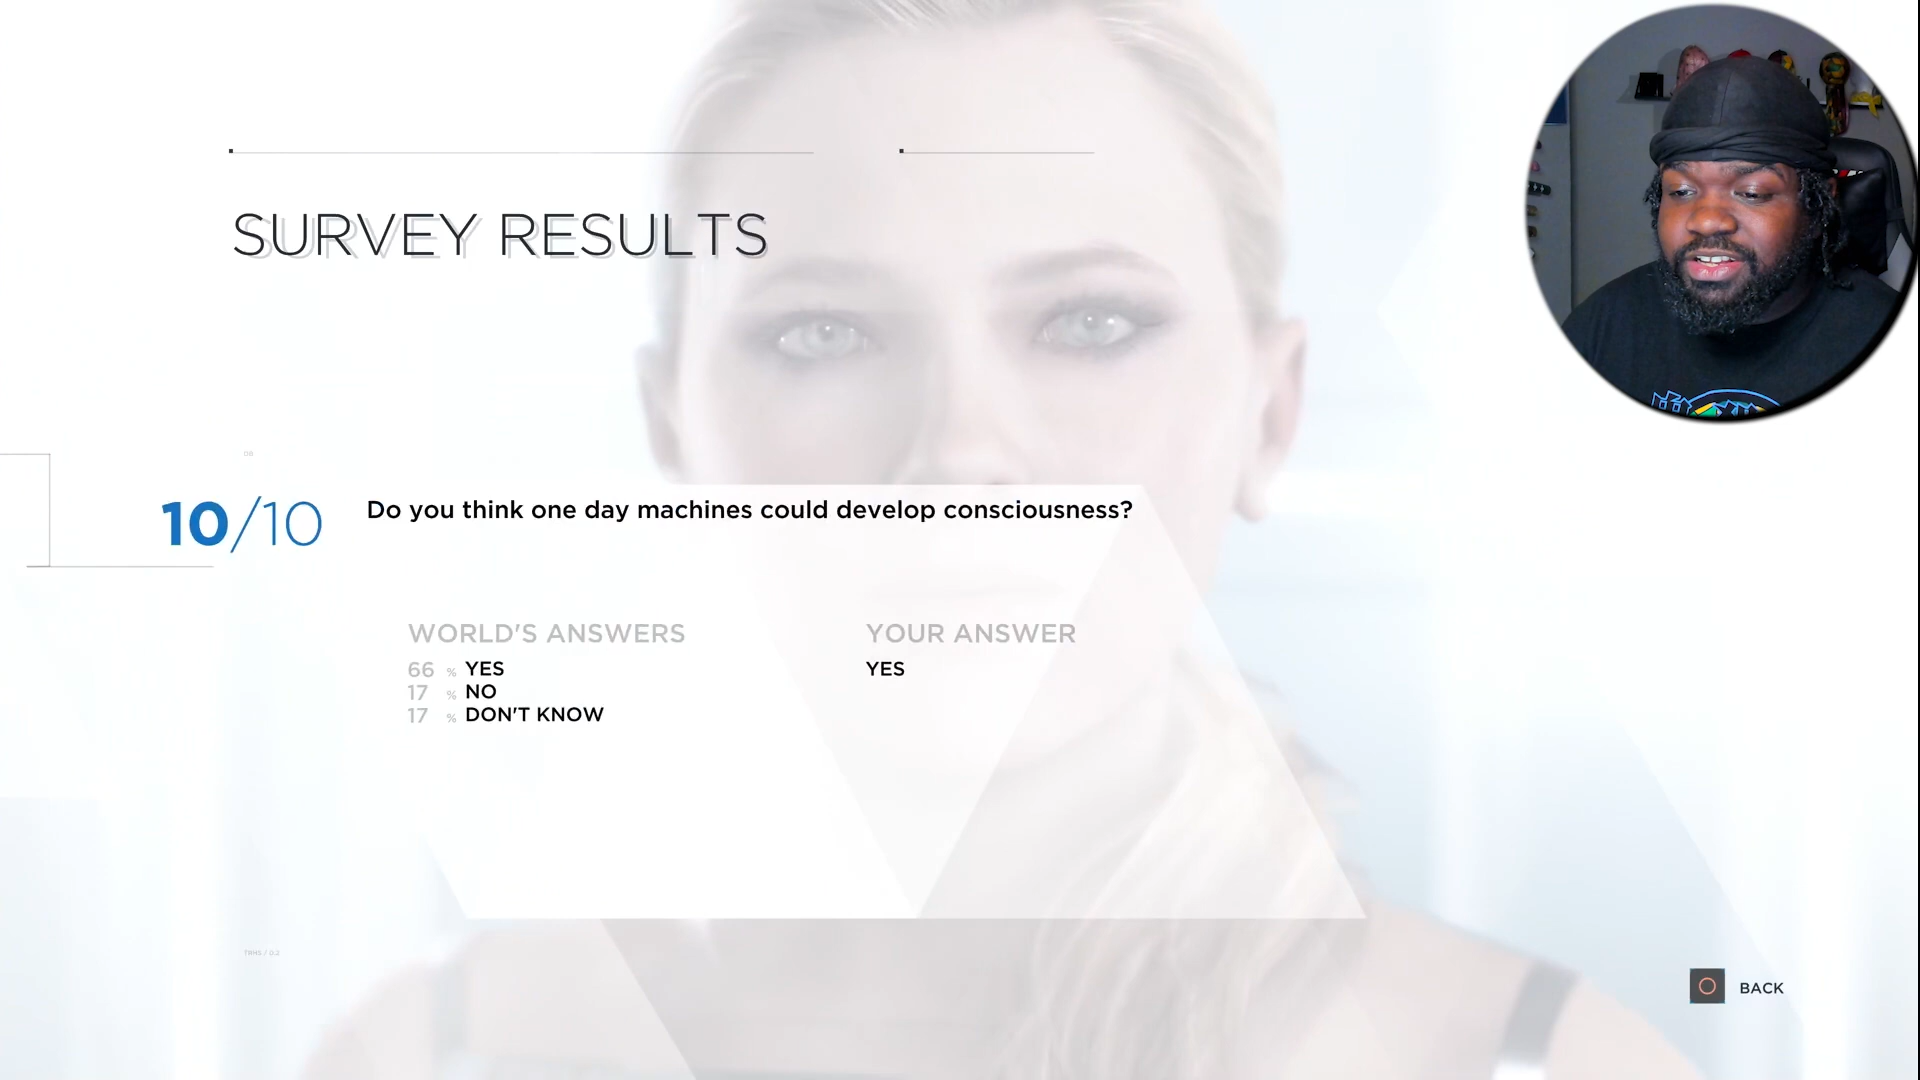 SURVEY RESULTS
10/10
Do you think one day machines could develop consciousness?
WORLD'S ANSWERS
66 % YES
17 % NO
17 % DON'T KNOW
YOUR ANSWER
YES
BACK